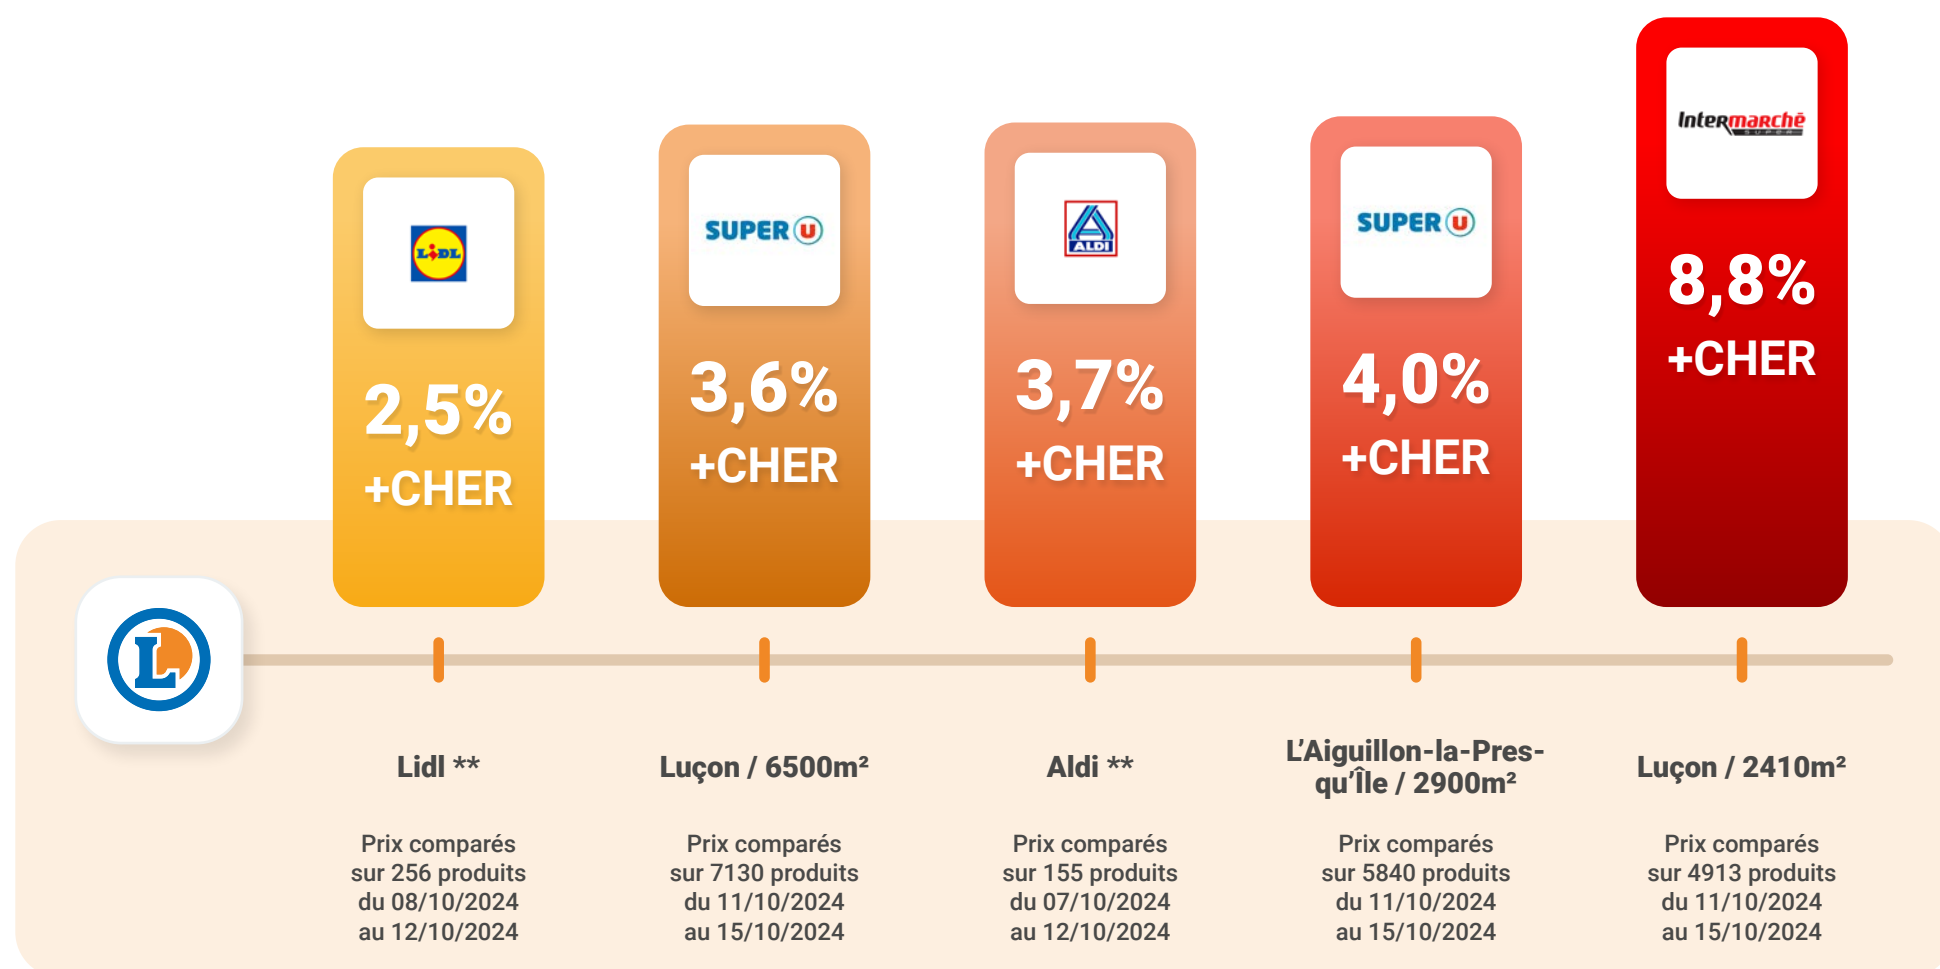 LIDL
2,5%
+CHER
SUPER U
3,6%
+CHER
ALDI
3,7%
+CHER
SUPER U
4,0%
+CHER
Intermarchē
SUPER
8,8%
+CHER
L
Lidl **
Prix comparés
sur 256 produits
du 08/10/2024
au 12/10/2024
Luçon / 6500m²
Prix comparés
sur 7130 produits
du 11/10/2024
au 15/10/2024
Aldi **
Prix comparés
sur 155 produits
du 07/10/2024
au 12/10/2024
L’Aiguillon-la-Pres-
qu’Île / 2900m²
Prix comparés
sur 5840 produits
du 11/10/2024
au 15/10/2024
Luçon / 2410m²
Prix comparés
sur 4913 produits
du 11/10/2024
au 15/10/2024